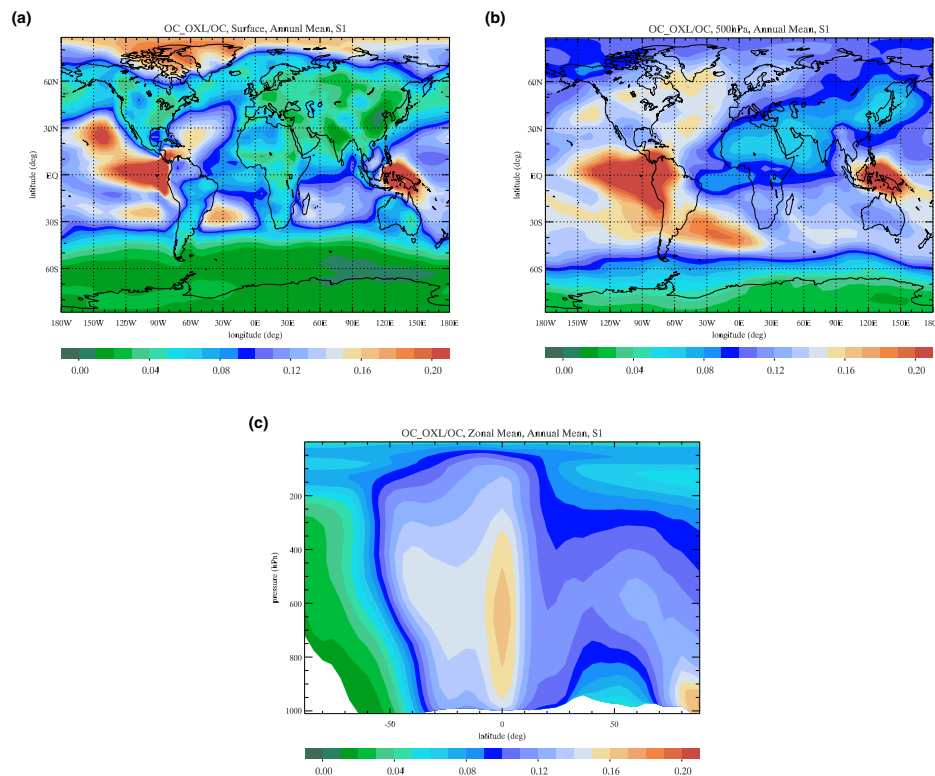 (a)
OC_OXL/OC, Surface, Annual Mean, S1
latitude (deg)
60N
30N
EQ
30S
60S
180W 150W 120W 90W 60W 30W 0E 30E 60E 90E 120E 150E 180E
longitude (deg)
0.00 0.04 0.08 0.12 0.16 0.20
(b)
OC_OXL/OC, 500hPa, Annual Mean, S1
latitude (deg)
60N
30N
EQ
30S
60S
180W 150W 120W 90W 60W 30W 0E 30E 60E 90E 120E 150E 180E
longitude (deg)
0.00 0.04 0.08 0.12 0.16 0.20
(c)
OC_OXL/OC, Zonal Mean, Annual Mean, S1
pressure (hPa)
200
400
600
800
1000
-50 0 50
latitude (deg)
0.00 0.04 0.08 0.12 0.16 0.20